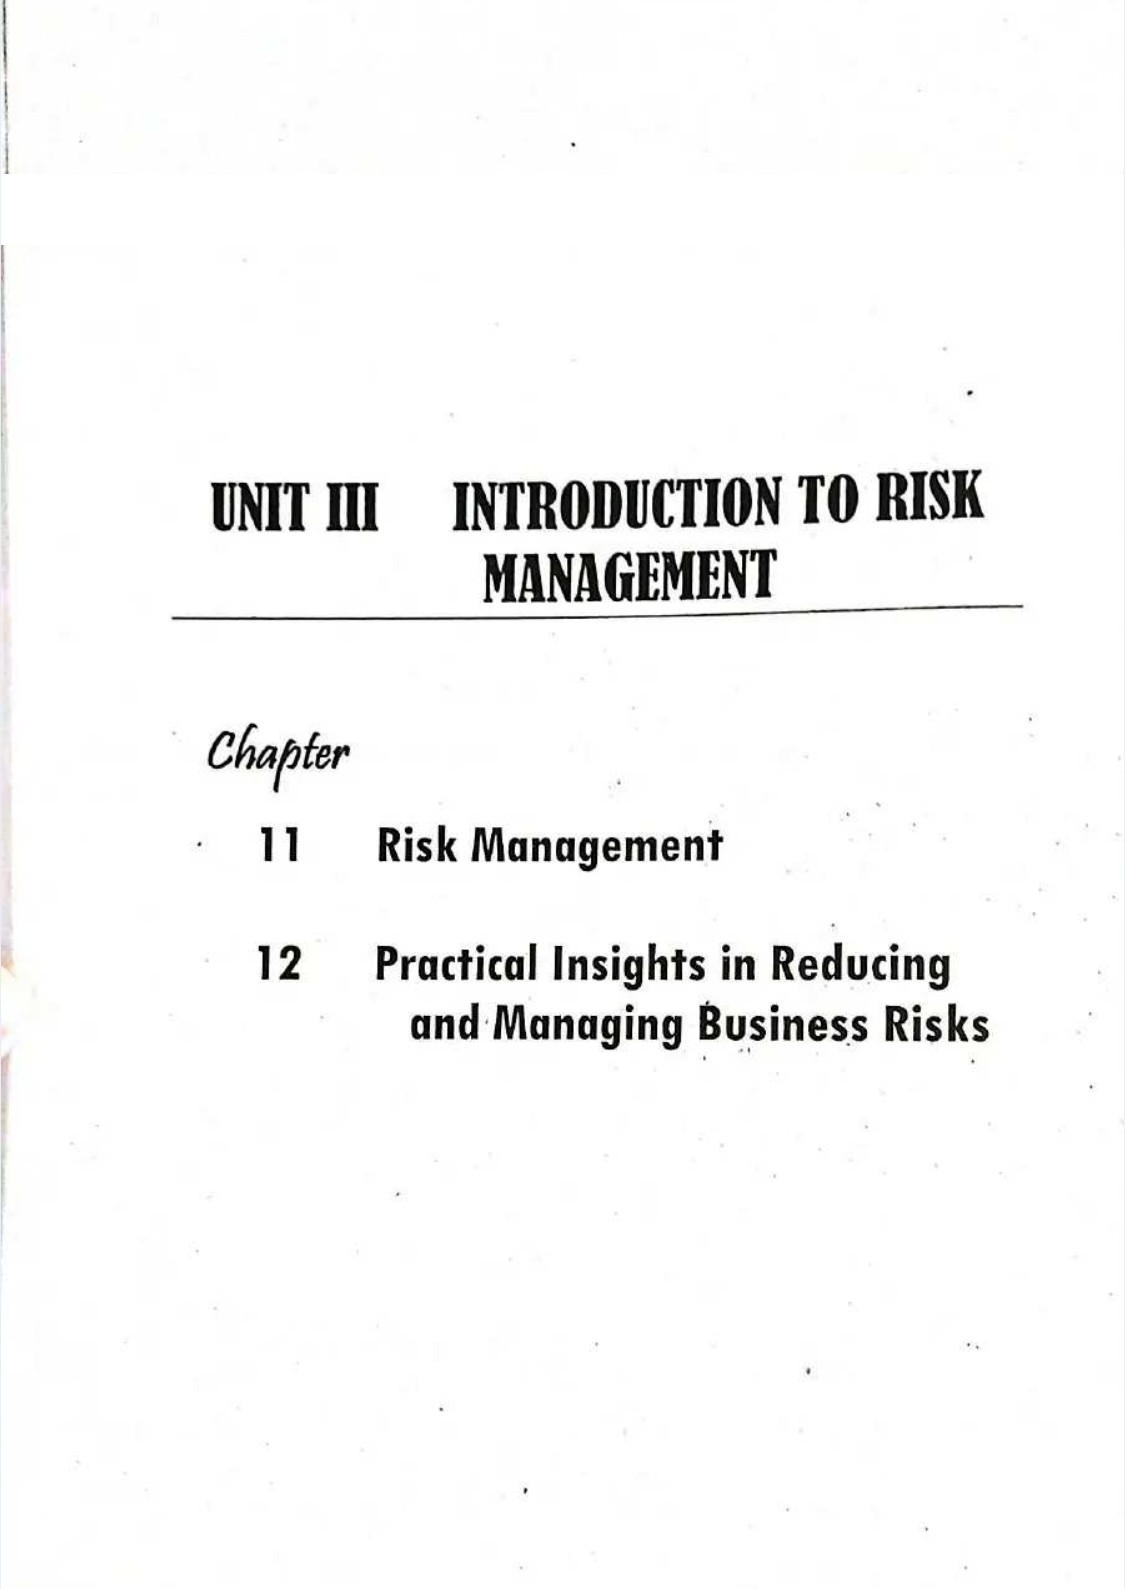 UNIT III INTRODUCTION TO RISK
MANAGEMENT
Chapter
11 Risk Management
12 Practical Insights in Reducing
and Managing Business Risks